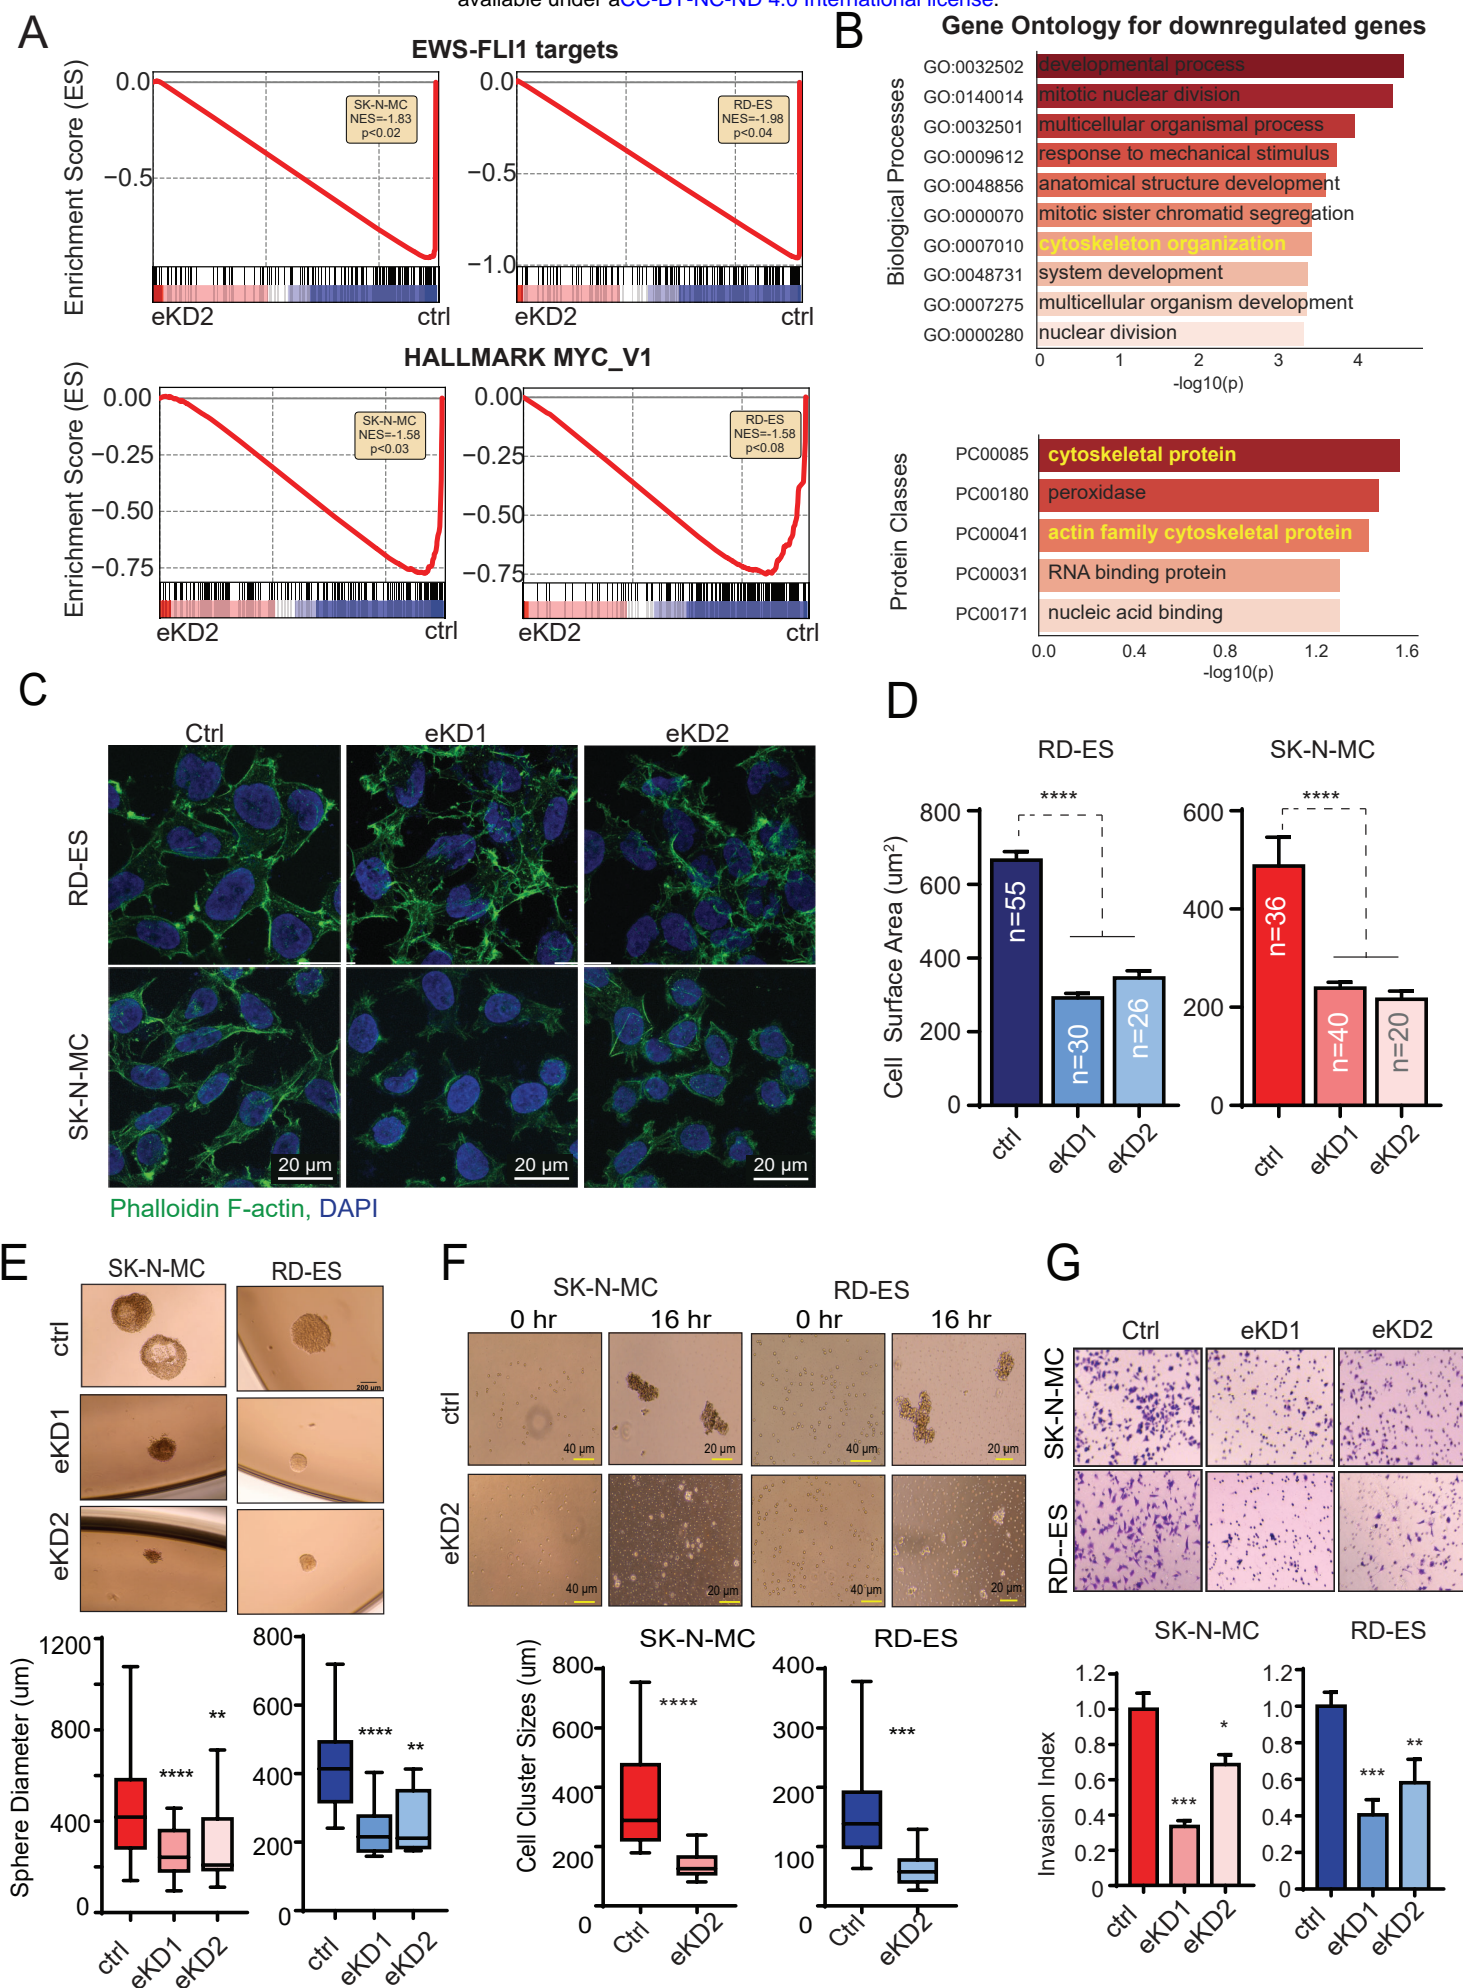 available under aCC-BY-NC-ND 4.0 International license.
A
EWS-FLI1 targets
Enrichment Score (ES)
0.0
−0.5
SK-N-MC
NES=-1.83
p<0.02
eKD2
ctrl
0.0
−0.5
−1.0
RD-ES
NES=-1.98
p<0.04
eKD2
ctrl
HALLMARK MYC_V1
Enrichment Score (ES)
0.00
−0.25
−0.50
−0.75
SK-N-MC
NES=-1.58
p<0.03
eKD2
ctrl
0.00
−0.25
−0.50
−0.75
RD-ES
NES=-1.58
p<0.08
eKD2
ctrl
B
Gene Ontology for downregulated genes
Biological Processes
GO:0032502 developmental process
GO:0140014 mitotic nuclear division
GO:0032501 multicellular organismal process
GO:0009612 response to mechanical stimulus
GO:0048856 anatomical structure development
GO:0000070 mitotic sister chromatid segregation
GO:0007010 cytoskeleton organization
GO:0048731 system development
GO:0007275 multicellular organism development
GO:0000280 nuclear division
0 1 2 3 4
-log10(p)
Protein Classes
PC00085 cytoskeletal protein
PC00180 peroxidase
PC00041 actin family cytoskeletal protein
PC00031 RNA binding protein
PC00171 nucleic acid binding
0.0 0.4 0.8 1.2 1.6
-log10(p)
C
Ctrl eKD1 eKD2
RD-ES
SK-N-MC
20 µm 20 µm 20 µm
Phalloidin F-actin, DAPI
D
RD-ES
Cell Surface Area (um²)
800
600
400
200
0
****
n=55
n=30
n=26
ctrl eKD1 eKD2
SK-N-MC
600
400
200
0
****
n=36
n=40
n=20
ctrl eKD1 eKD2
E
SK-N-MC RD-ES
ctrl
200 µm
eKD1
eKD2
Sphere Diameter (um)
1200
800
400
0
****
**
ctrl eKD1 eKD2
800
600
400
200
0
****
**
ctrl eKD1 eKD2
F
SK-N-MC RD-ES
0 hr 16 hr 0 hr 16 hr
ctrl
40 µm 20 µm 40 µm 20 µm
eKD2
40 µm 20 µm 40 µm 20 µm
SK-N-MC
Cell Cluster Sizes (um)
800
600
400
200
0
****
Ctrl eKD2
RD-ES
400
300
200
100
0
***
Ctrl eKD2
G
Ctrl eKD1 eKD2
SK-N-MC
RD--ES
SK-N-MC
Invasion Index
1.2
1.0
0.8
0.6
0.4
0.2
0
***
*
ctrl eKD1 eKD2
RD-ES
1.2
1.0
0.8
0.6
0.4
0.2
0
***
**
ctrl eKD1 eKD2